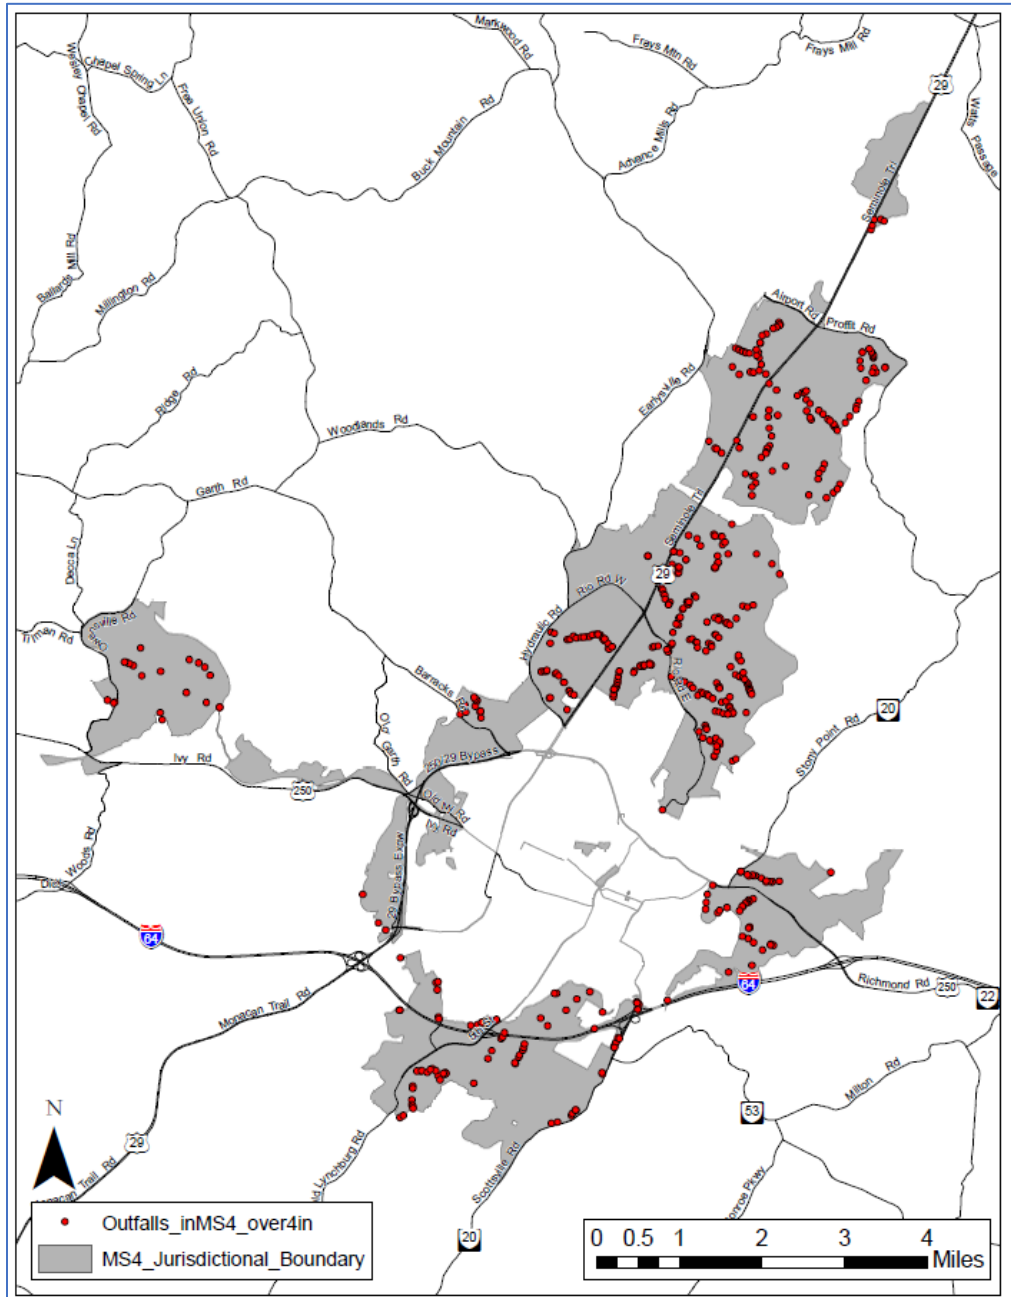 Markwood Rd
Frays Mtn Rd
Frays Mill Rd
Wesley Chapel Rd
Chapel Spring Ln
Free Union Rd
29
Watts Passage
Buck Mountain Rd
Advance Mills Rd
Seminole Trl
Ballards Mill Rd
Millington Rd
Airport Rd
Proffit Rd
Ridge Rd
Earlysville Rd
Woodlands Rd
Garth Rd
Seminole Trl
Decca Ln
29
Rio Rd W
Hydraulic Rd
Owensville Rd
Tilman Rd
Rio Rd E
Barracks Rd
20
Old Garth Rd
Stony Point Rd
Ivy Rd
250
250/29 Bypass
Old Ivy Rd
Ivy Rd
Dick Woods Rd
29 Bypass Expw
64
64
Richmond Rd
250
22
Monacan Trail Rd
5th St
Milton Rd
53
N
29
Monacan Trail Rd
Old Lynchburg Rd
Scottsville Rd
Monroe Pkwy
20
Outfalls_inMS4_over4in
MS4_Jurisdictional_Boundary
0 0.5 1 2 3 4
Miles